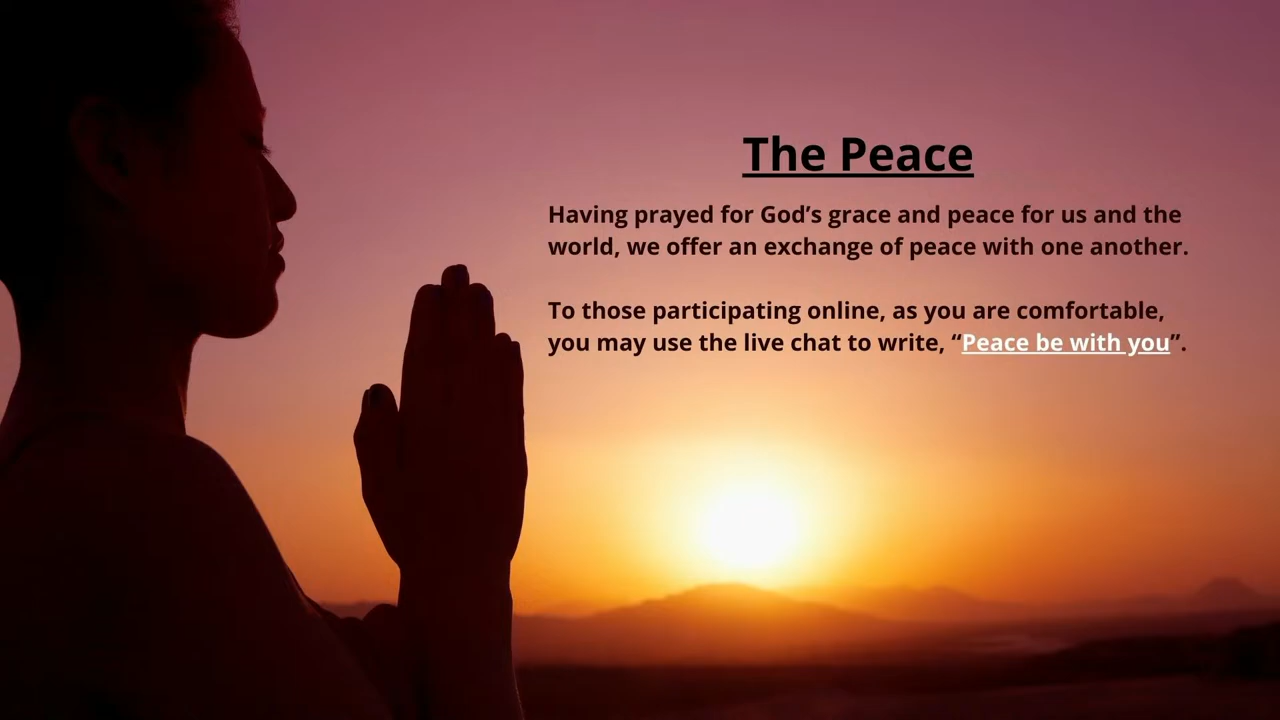 The Peace
Having prayed for God’s grace and peace for us and the
world, we offer an exchange of peace with one another.
To those participating online, as you are comfortable,
you may use the live chat to write, “Peace be with you”.